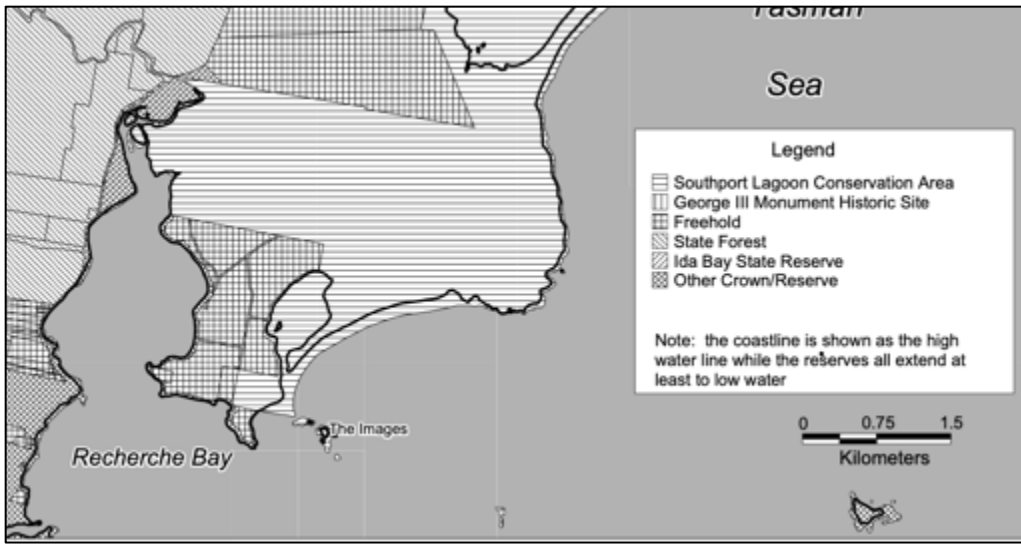 Tasman
Sea
Legend
Southport Lagoon Conservation Area
George III Monument Historic Site
Freehold
State Forest
Ida Bay State Reserve
Other Crown/Reserve
Note: the coastline is shown as the high
water line while the reserves all extend at
least to low water
0 0.75 1.5
Kilometers
The Images
Recherche Bay